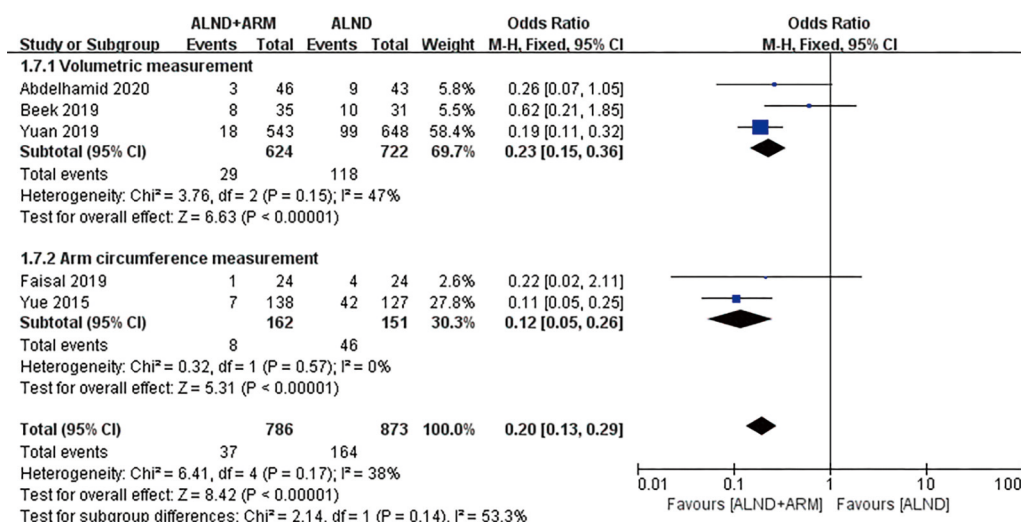 ALND+ARM ALND Odds Ratio Odds Ratio
Study or Subgroup Events Total Events Total Weight M-H, Fixed, 95% CI M-H, Fixed, 95% CI
1.7.1 Volumetric measurement
Abdelhamid 2020 3 46 9 43 5.8% 0.26 [0.07, 1.05]
Beek 2019 8 35 10 31 5.5% 0.62 [0.21, 1.85]
Yuan 2019 18 543 99 648 58.4% 0.19 [0.11, 0.32]
Subtotal (95% CI) 624 722 69.7% 0.23 [0.15, 0.36]
Total events 29 118
Heterogeneity: Chi² = 3.76, df = 2 (P = 0.15); I² = 47%
Test for overall effect: Z = 6.63 (P < 0.00001)
1.7.2 Arm circumference measurement
Faisal 2019 1 24 4 24 2.6% 0.22 [0.02, 2.11]
Yue 2015 7 138 42 127 27.8% 0.11 [0.05, 0.25]
Subtotal (95% CI) 162 151 30.3% 0.12 [0.05, 0.26]
Total events 8 46
Heterogeneity: Chi² = 0.32, df = 1 (P = 0.57); I² = 0%
Test for overall effect: Z = 5.31 (P < 0.00001)
Total (95% CI) 786 873 100.0% 0.20 [0.13, 0.29]
Total events 37 164
Heterogeneity: Chi² = 6.41, df = 4 (P = 0.17); I² = 38%
Test for overall effect: Z = 8.42 (P < 0.00001)
Test for subgroup differences: Chi² = 2.14, df = 1 (P = 0.14), I² = 53.3%
0.01 0.1 1 10 100
Favours [ALND+ARM] Favours [ALND]